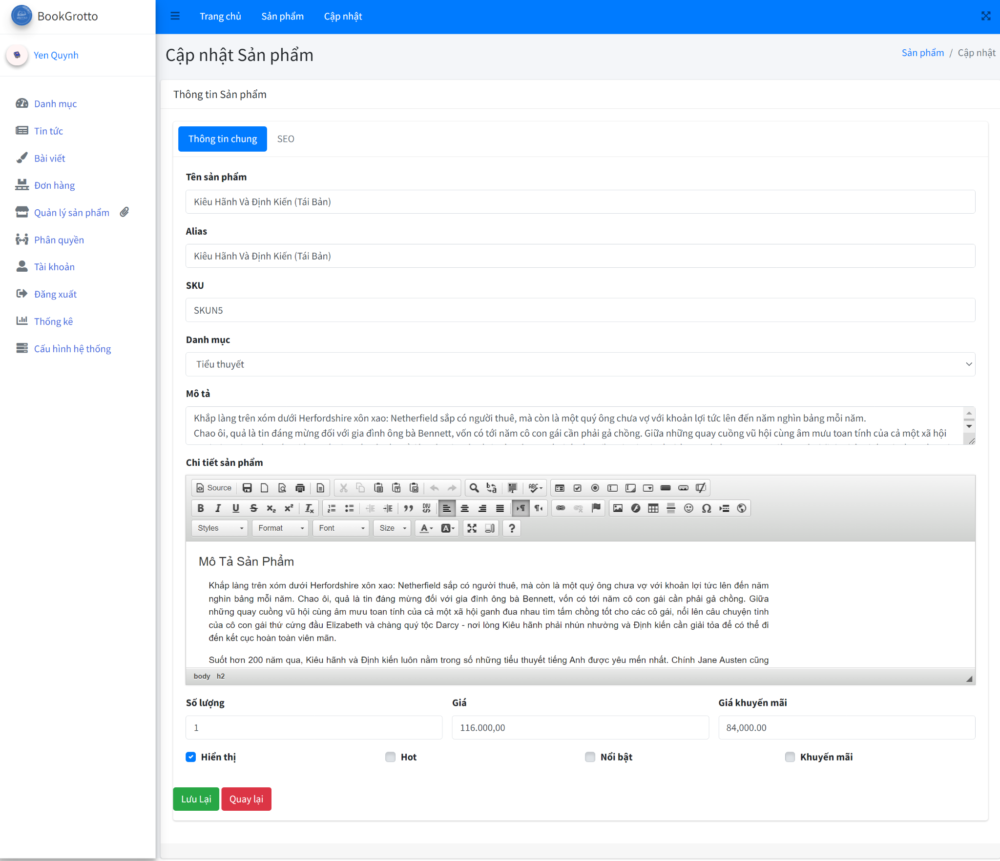 BookGrotto
Trang chủ Sản phẩm Cập nhật
Yen Quynh
Cập nhật Sản phẩm
Sản phẩm / Cập nhật
Danh mục
Tin tức
Bài viết
Đơn hàng
Quản lý sản phẩm
Phân quyền
Tài khoản
Đăng xuất
Thống kê
Cấu hình hệ thống
Thông tin Sản phẩm
Thông tin chung SEO
Tên sản phẩm
Kiêu Hãnh Và Định Kiến (Tái Bản)
Alias
Kiêu Hãnh Và Định Kiến (Tái Bản)
SKU
SKUN5
Danh mục
Tiểu thuyết
Mô tả
Khắp làng trên xóm dưới Herfordshire xôn xao: Netherfield sắp có người thuê, mà còn là một quý ông chưa vợ với khoản lợi tức lên đến năm nghìn bảng mỗi năm.
Chao ôi, quả là tin đáng mừng đối với gia đình ông bà Bennett, vốn có tới năm cô con gái cần phải gả chồng. Giữa những quay cuồng vũ hội cùng âm mưu toan tính của cả một xã hội
Chi tiết sản phẩm
Source
Styles Format Font Size
Mô Tả Sản Phẩm
Khắp làng trên xóm dưới Herfordshire xôn xao: Netherfield sắp có người thuê, mà còn là một quý ông chưa vợ với khoản lợi tức lên đến năm
nghìn bảng mỗi năm. Chao ôi, quả là tin đáng mừng đối với gia đình ông bà Bennett, vốn có tới năm cô con gái cần phải gả chồng. Giữa
những quay cuồng vũ hội cùng âm mưu toan tính của cả một xã hội ganh đua nhau tìm tấm chồng tốt cho các cô gái, nổi lên câu chuyện tình
của cô con gái thứ cứng đầu Elizabeth và chàng quý tộc Darcy - nơi lòng Kiêu hãnh phải nhún nhường và Định kiến cần giải tỏa để có thể đi
đến kết cục hoàn toàn viên mãn.
Suốt hơn 200 năm qua, Kiêu hãnh và Định kiến luôn nằm trong số những tiểu thuyết tiếng Anh được yêu mến nhất. Chính Jane Austen cũng
body h2
Số lượng Giá Giá khuyến mãi
1 116.000,00 84,000.00
Hiển thị Hot Nổi bật Khuyến mãi
Lưu Lại Quay lại